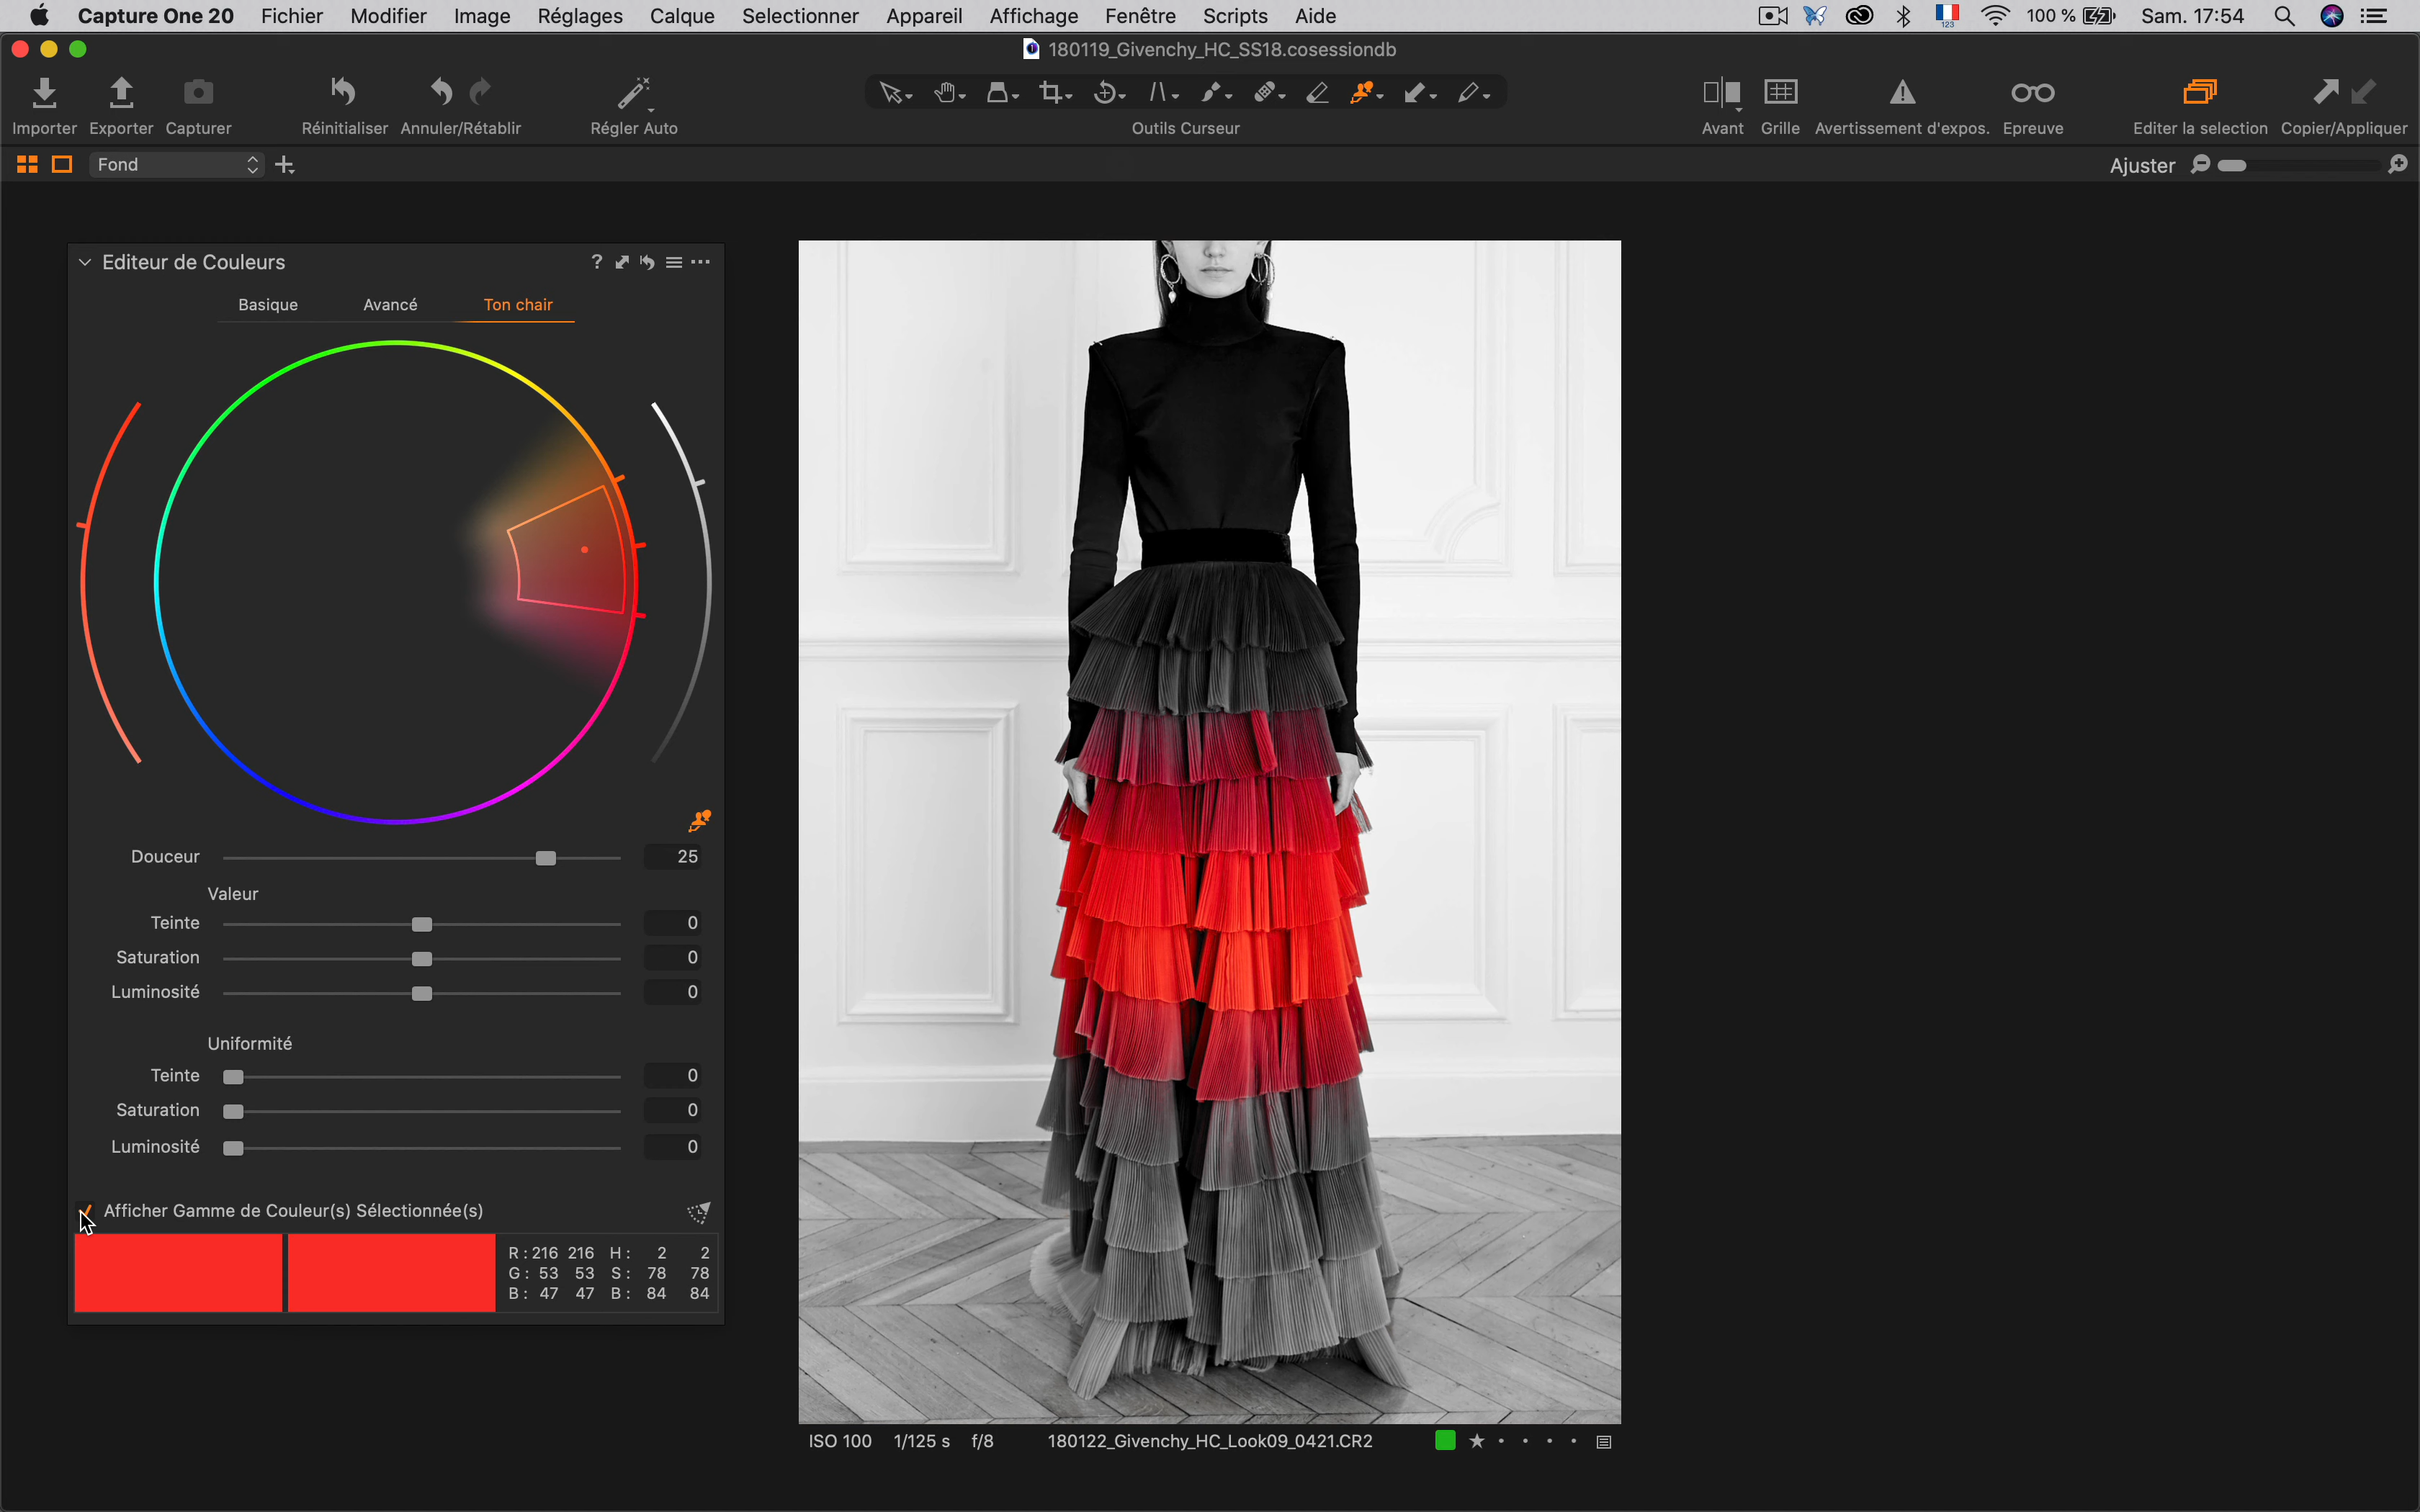 Capture One 20 Fichier Modifier Image Réglages Calque Selectionner Appareil Affichage Fenêtre Scripts Aide 123 100 % Sam. 17:54
180119_Givenchy_HC_SS18.cosessiondb
Importer Exporter Capturer Réinitialiser Annuler/Rétablir Régler Auto Outils Curseur Avant Grille Avertissement d'expos. Epreuve Editer la selection Copier/Appliquer
Fond Ajuster
Editeur de Couleurs ?
Basique Avancé Ton chair
Douceur 25
Valeur
Teinte 0
Saturation 0
Luminosité 0
Uniformité
Teinte 0
Saturation 0
Luminosité 0
Afficher Gamme de Couleur(s) Sélectionnée(s)
R: 216 216 H: 2 2
G: 53 53 S: 78 78
B: 47 47 B: 84 84
ISO 100 1/125 s f/8 180122_Givenchy_HC_Look09_0421.CR2